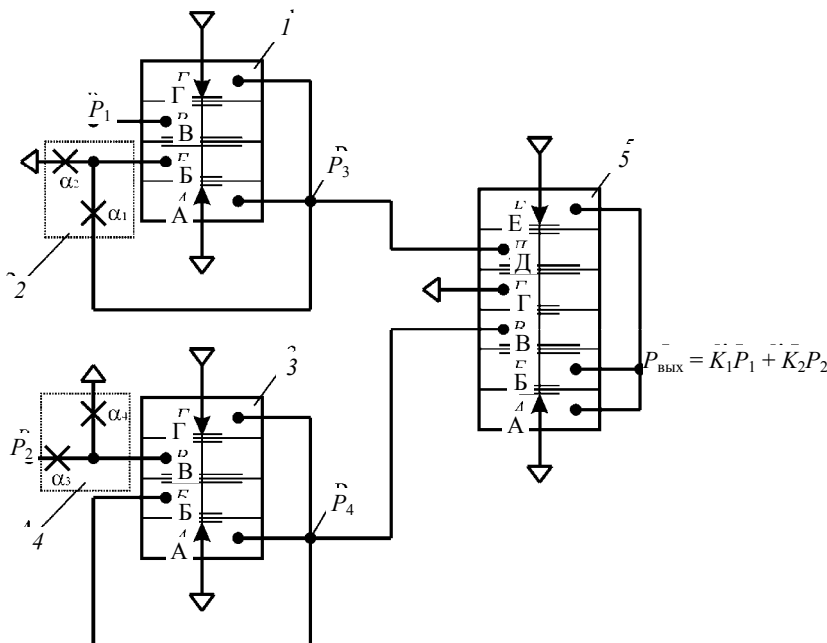 1
Г
P₁
В
α₂
Б
P₃
5
α₁
А
Е
2
Д
Г
3
В
Pвых = K₁P₁ + K₂P₂
Г
Б
α₄
P₂
А
В
α₃
Б
P₄
4
А